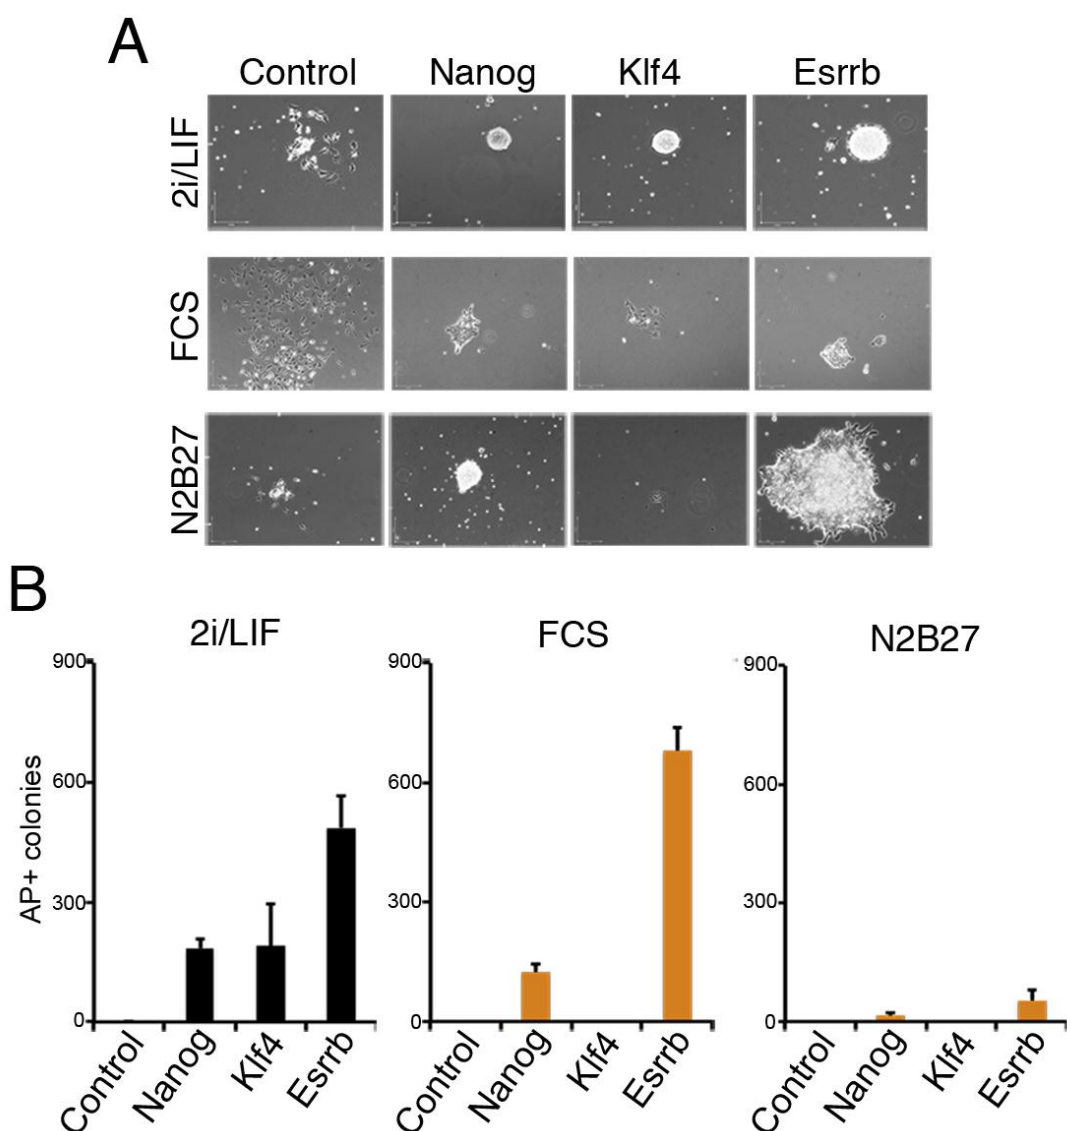 A
Control Nanog Klf4 Esrrb
2i/LIF
FCS
N2B27
B
2i/LIF FCS N2B27
AP+ colonies
900 900 900
600 600 600
300 300 300
0 0 0
Control Nanog Klf4 Esrrb Control Nanog Klf4 Esrrb Control Nanog Klf4 Esrrb